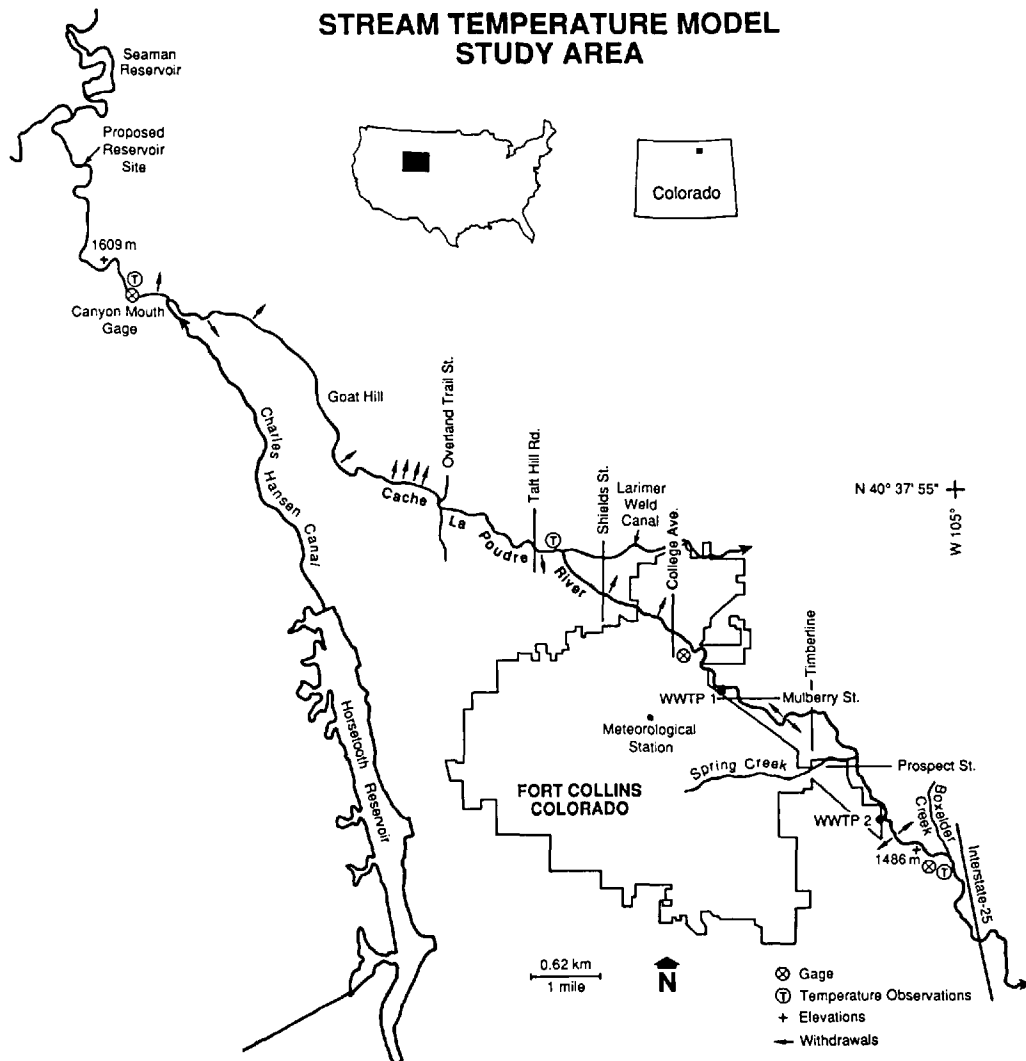 STREAM TEMPERATURE MODEL
STUDY AREA
Seaman
Reservoir
Proposed
Reservoir
Site
Colorado
1609 m
T
Canyon Mouth
Gage
Goat Hill
Overland Trail St.
Charles Hansen Canal
Cache La Poudre River
Taft Hill Rd.
T
Shields St.
Larimer
Weld
Canal
College Ave.
N 40° 37' 55"
W 105°
Timberline
WWTP 1
Mulberry St.
Meteorological
Station
Spring Creek
Prospect St.
Horsetooth Reservoir
FORT COLLINS
COLORADO
WWTP 2
Boxelder
Creek
Interstate-25
1486 m
T
0.62 km
1 mile
N
Gage
T Temperature Observations
Elevations
Withdrawals